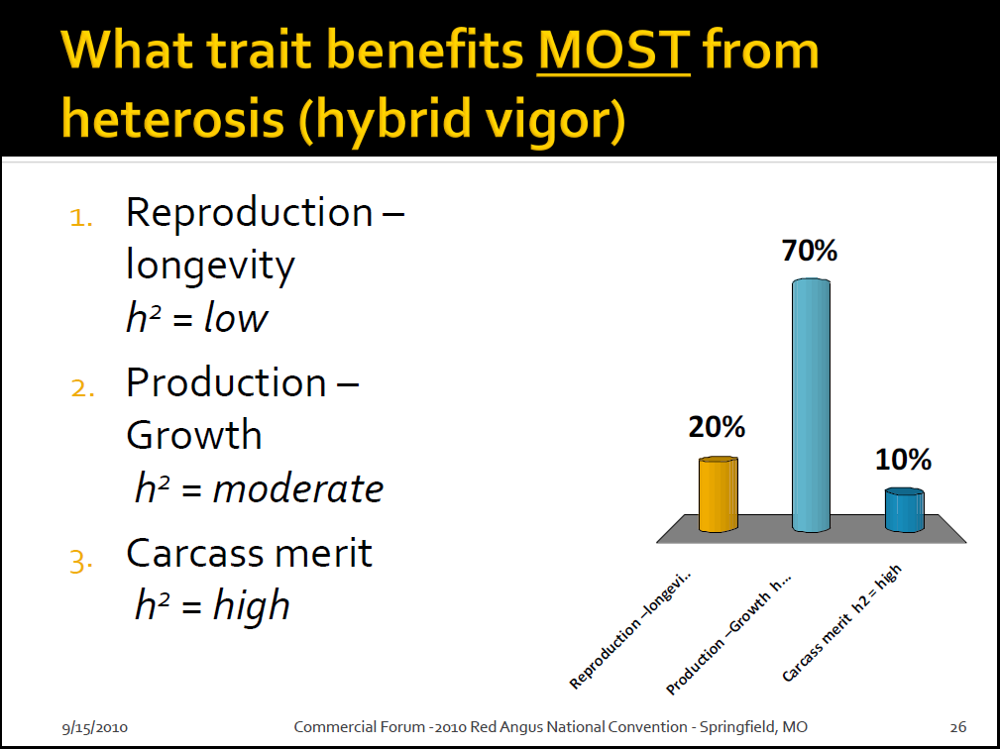 What trait benefits MOST from
heterosis (hybrid vigor)
1. Reproduction –
longevity
h² = low
2. Production –
Growth
h² = moderate
3. Carcass merit
h² = high
70%
20%
10%
Reproduction –longevi..
Production –Growth h...
Carcass merit h2 = high
9/15/2010
Commercial Forum -2010 Red Angus National Convention - Springfield, MO
26